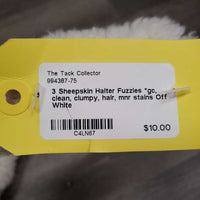 The Tack Collector
994387-75
3 Sheepskin Halter Fuzzies *gc,
clean, clumpy, hair, mnr stains Off
White
C4LN67
$10.00